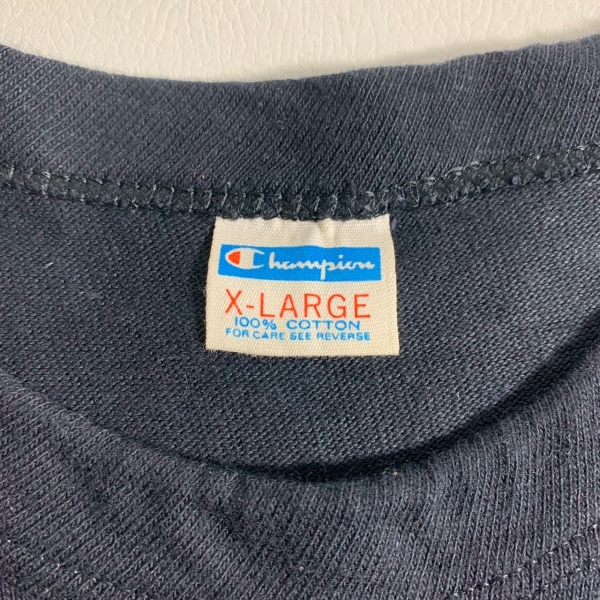 Champion
X-LARGE
100% COTTON
FOR CARE SEE REVERSE